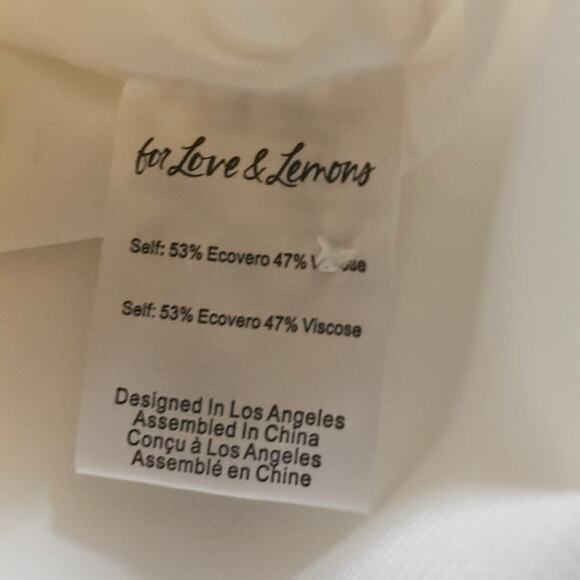 for Love & Lemons
Self: 53% Ecovero 47%
Self: 53% Ecovero 47% Viscose
Designed In Los Angeles
Assembled In China
Conçu à Los Angeles
Assemblé en Chine